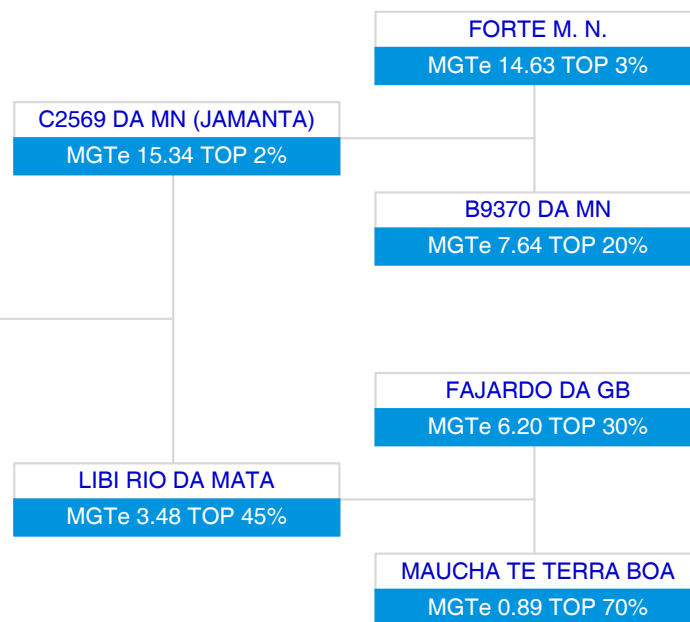 FORTE M. N.
MGTe 14.63 TOP 3%
C2569 DA MN (JAMANTA)
MGTe 15.34 TOP 2%
B9370 DA MN
MGTe 7.64 TOP 20%
FAJARDO DA GB
MGTe 6.20 TOP 30%
LIBI RIO DA MATA
MGTe 3.48 TOP 45%
MAUCHA TE TERRA BOA
MGTe 0.89 TOP 70%